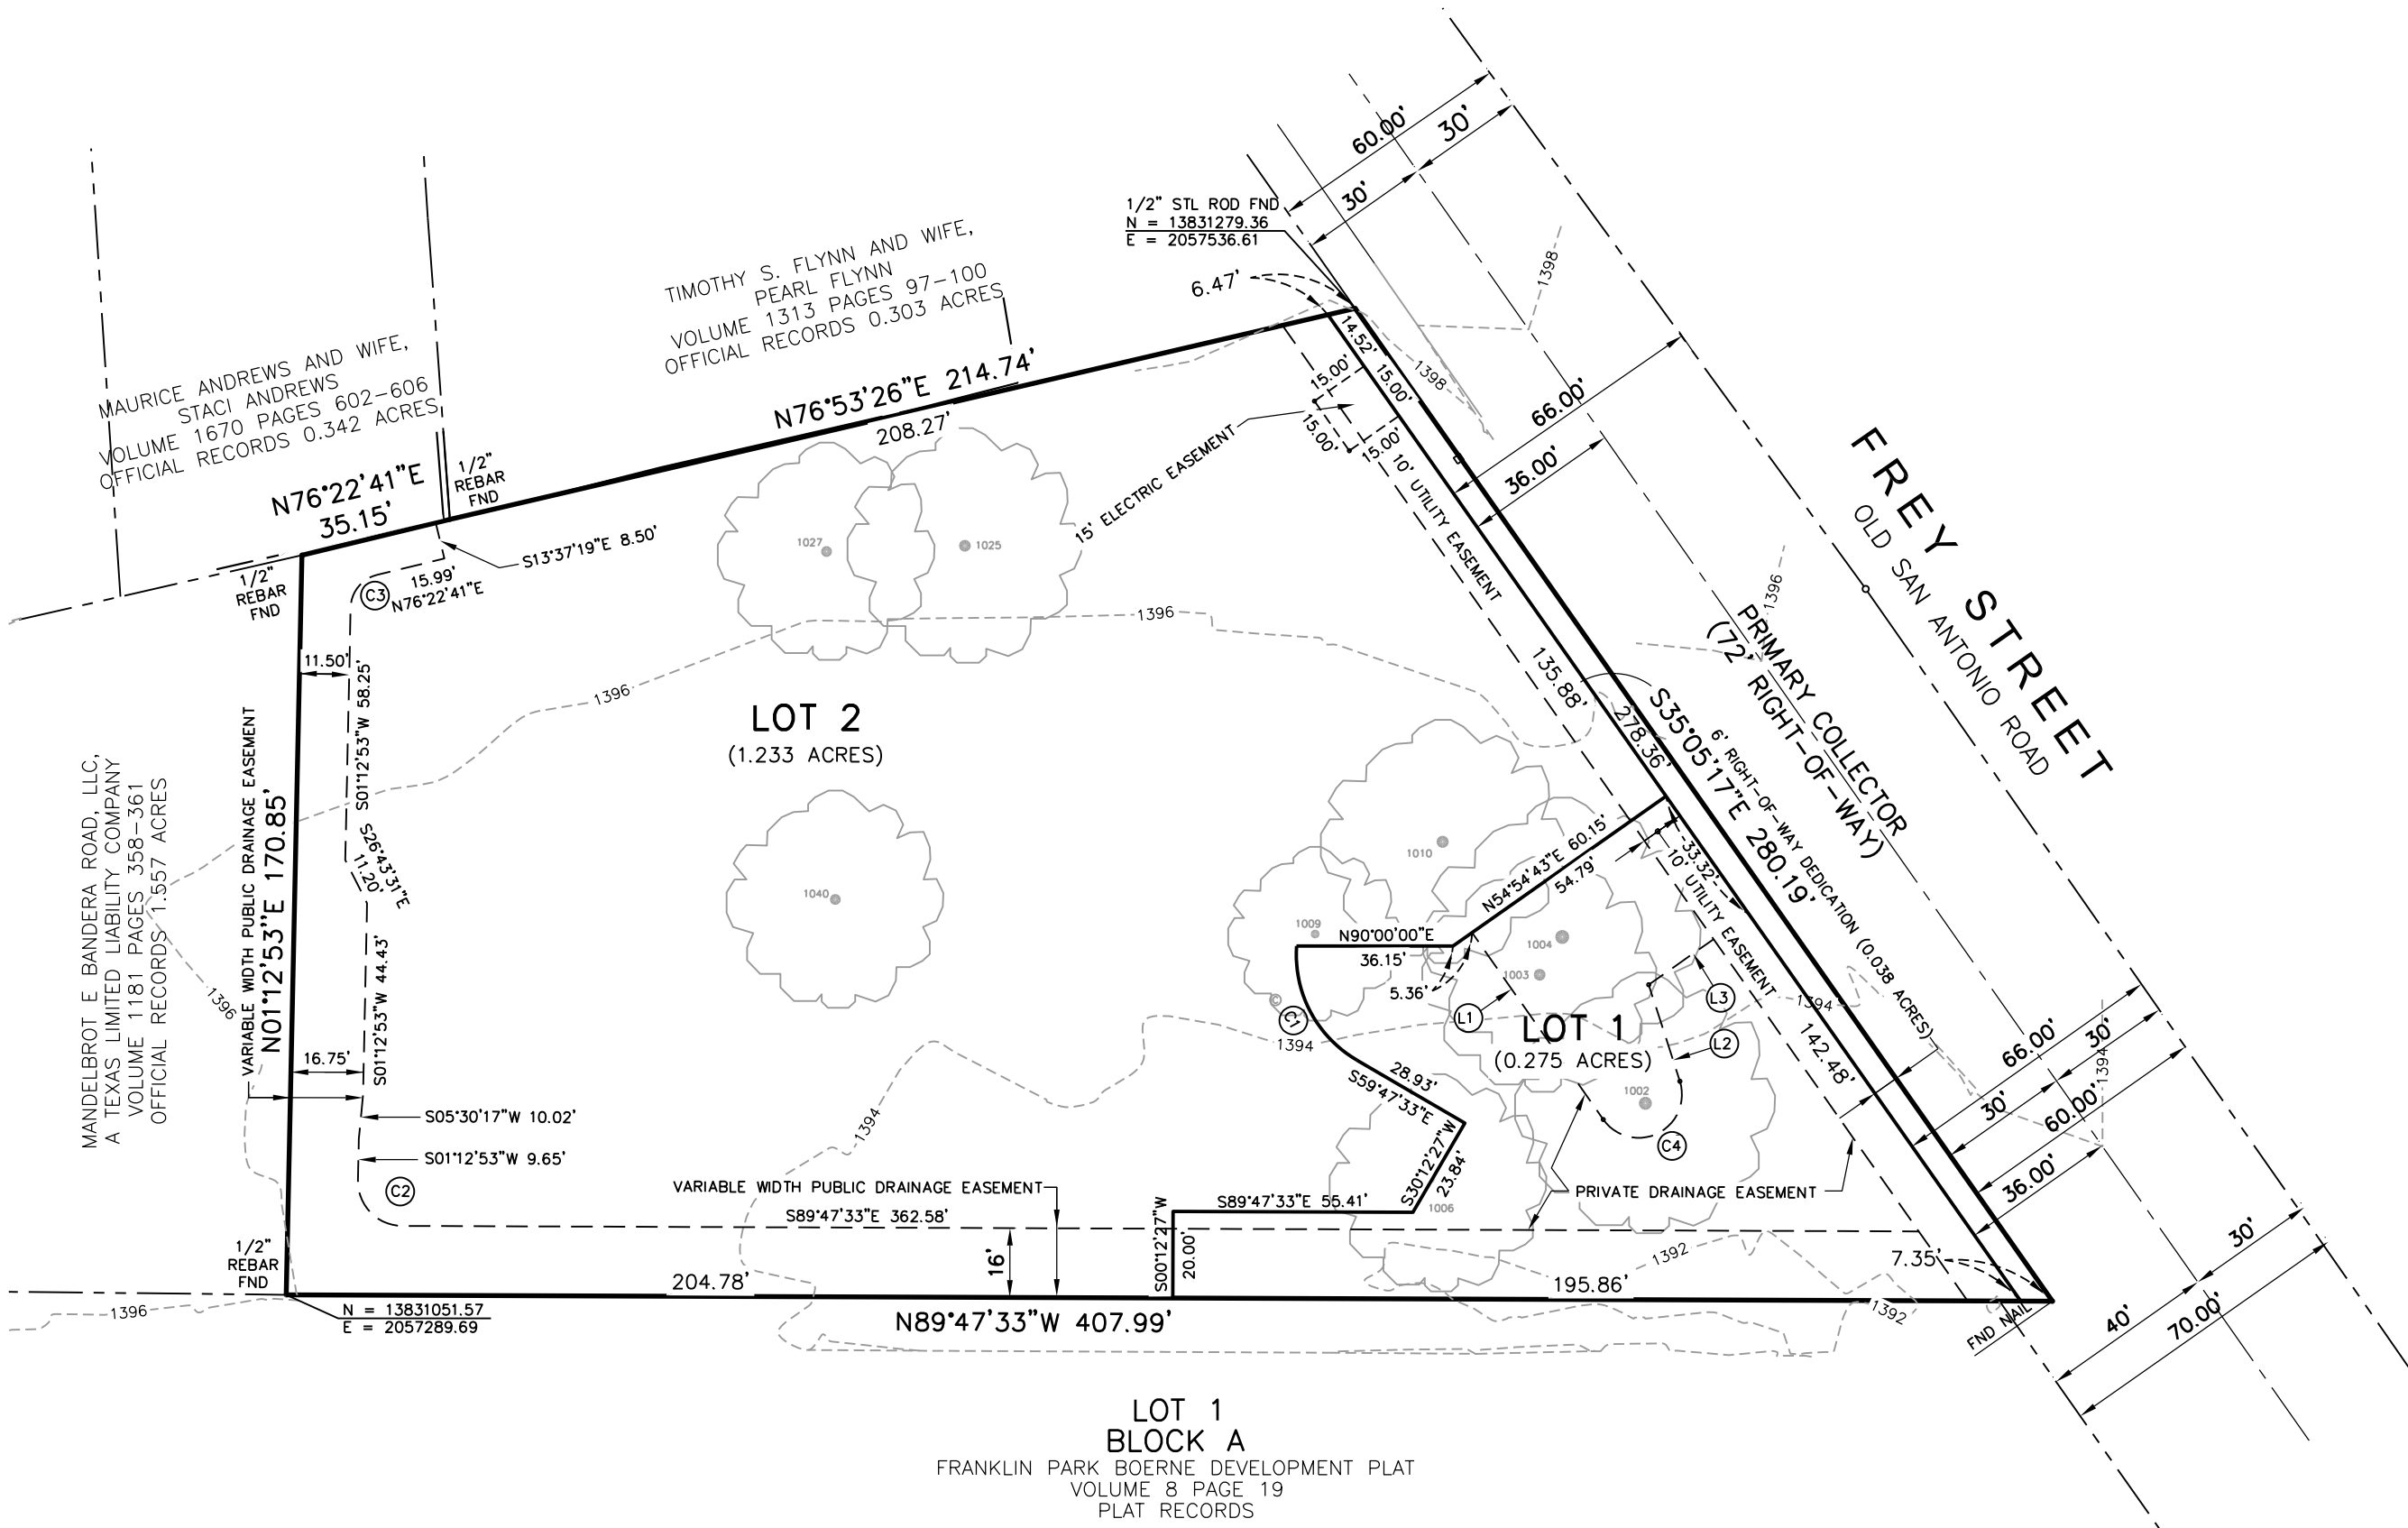 60.00'
30'
30'
1/2" STL ROD FND
N = 13831279.36
E = 2057536.61
6.47'
1398
TIMOTHY S. FLYNN AND WIFE,
PEARL FLYNN
VOLUME 1313 PAGES 97-100
OFFICIAL RECORDS 0.303 ACRES
MAURICE ANDREWS AND WIFE,
STACI ANDREWS
VOLUME 1670 PAGES 602-606
OFFICIAL RECORDS 0.342 ACRES
N76°53'26"E 214.74'
208.27'
14.52'
15.00'
15.00'
15.00'
15.00'
1398
66.00'
36.00'
N76°22'41"E
35.15'
1/2"
REBAR
FND
S13°37'19"E 8.50'
15' ELECTRIC EASEMENT
10' UTILITY EASEMENT
FREY STREET
OLD SAN ANTONIO ROAD
1/2"
REBAR
FND
C3
15.99'
N76°22'41"E
1027
1025
1396
1396
1396
PRIMARY COLLECTOR
(72' RIGHT-OF-WAY)
11.50'
S01°12'53"W 58.25'
135.88'
278.36'
S35°05'17"E 280.19'
6' RIGHT-OF-WAY DEDICATION (0.038 ACRES)
LOT 2
(1.233 ACRES)
MANDELBROT E BANDERA ROAD, LLC,
A TEXAS LIMITED LIABILITY COMPANY
VOLUME 1181 PAGES 358-361
OFFICIAL RECORDS 1.557 ACRES
VARIABLE WIDTH PUBLIC DRAINAGE EASEMENT
N01°12'53"E 170.85'
S26°43'31"E
11.20'
1040
1010
1009
N54°54'43"E 60.15'
54.79'
33.32'
10' UTILITY EASEMENT
N90°00'00"E
36.15'
5.36'
1004
1003
S01°12'53"W 44.43'
1396
C1
©
L1
L3
L2
1394
LOT 1
(0.275 ACRES)
1394
142.48'
66.00'
30'
30'
60.00'
36.00'
1394
16.75'
28.93'
S59°47'33"E
1002
C4
S05°30'17"W 10.02'
S01°12'53"W 9.65'
C2
1394
S30°12'27"W
23.84'
1006
VARIABLE WIDTH PUBLIC DRAINAGE EASEMENT
S89°47'33"E 362.58'
S89°47'33"E 55.41'
PRIVATE DRAINAGE EASEMENT
S00°12'27"W
20.00'
1/2"
REBAR
FND
16'
1392
7.35'
30'
204.78'
195.86'
1396
N = 13831051.57
E = 2057289.69
N89°47'33"W 407.99'
1392
FND NAIL
40'
70.00'
LOT 1
BLOCK A
FRANKLIN PARK BOERNE DEVELOPMENT PLAT
VOLUME 8 PAGE 19
PLAT RECORDS